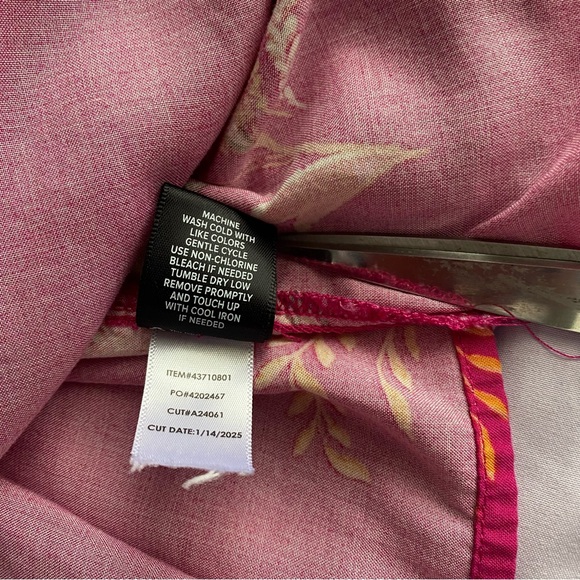 MACHINE
WASH COLD WITH
LIKE COLORS
GENTLE CYCLE
USE NON-CHLORINE
BLEACH IF NEEDED
TUMBLE DRY LOW
REMOVE PROMPTLY
AND TOUCH UP
WITH COOL IRON
IF NEEDED
ITEM#43710801
PO#4202467
CUT#A24061
CUT DATE:1/14/2025